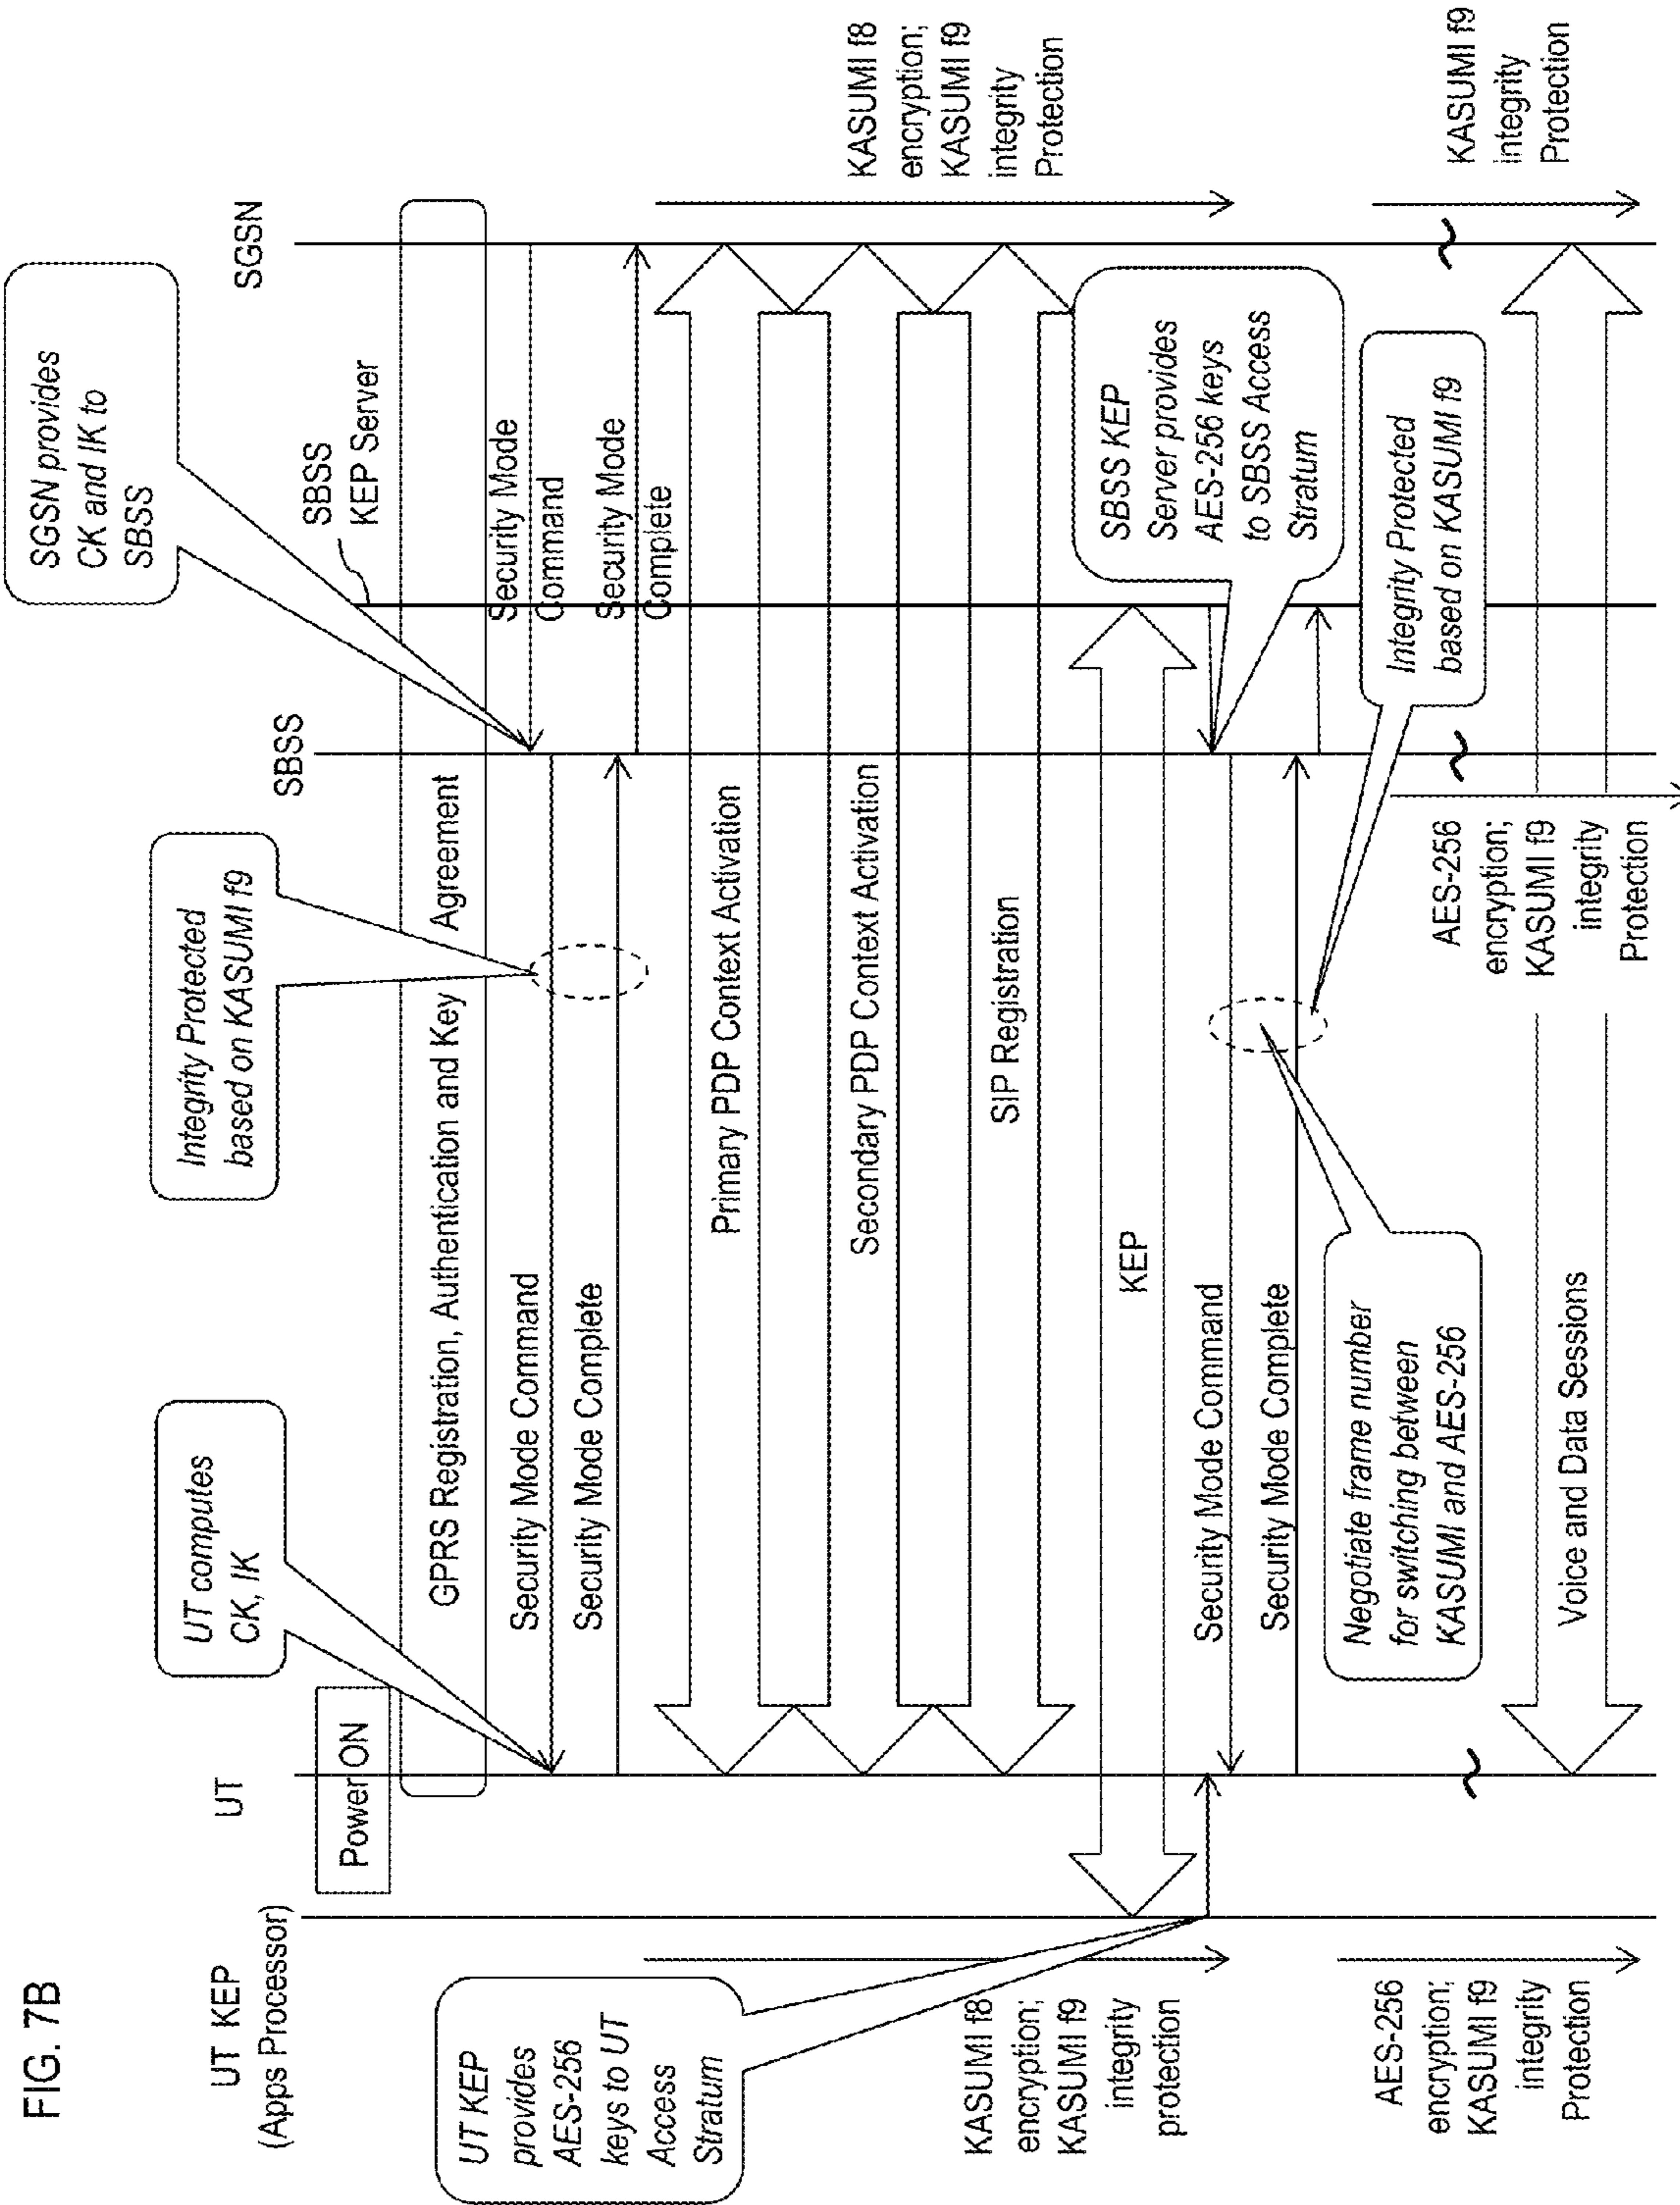 FIG. 7B
UT KEP
(Apps Processor)
UT
SBSS
SBSS
KEP Server
SGSN
Power ON
UT computes
CK, IK
Integrity Protected
based on KASUMI f9
SGSN provides
CK and IK to
SBSS
GPRS Registration, Authentication and Key Agreement
Security Mode
Command
Security Mode Command
Security Mode Complete
Security Mode
Complete
Primary PDP Context Activation
Secondary PDP Context Activation
SIP Registration
KASUMI f8
encryption;
KASUMI f9
integrity
Protection
KEP
UT KEP
provides
AES-256
keys to UT
Access
Stratum
SBSS KEP
Server provides
AES-256 keys
to SBSS Access
Stratum
KASUMI f8
encryption;
KASUMI f9
integrity
protection
Security Mode Command
Security Mode Complete
Negotiate frame number
for switching between
KASUMI and AES-256
Integrity Protected
based on KASUMI f9
AES-256
encryption;
KASUMI f9
integrity
Protection
Voice and Data Sessions
AES-256
encryption;
KASUMI f9
integrity
Protection
KASUMI f9
integrity
Protection